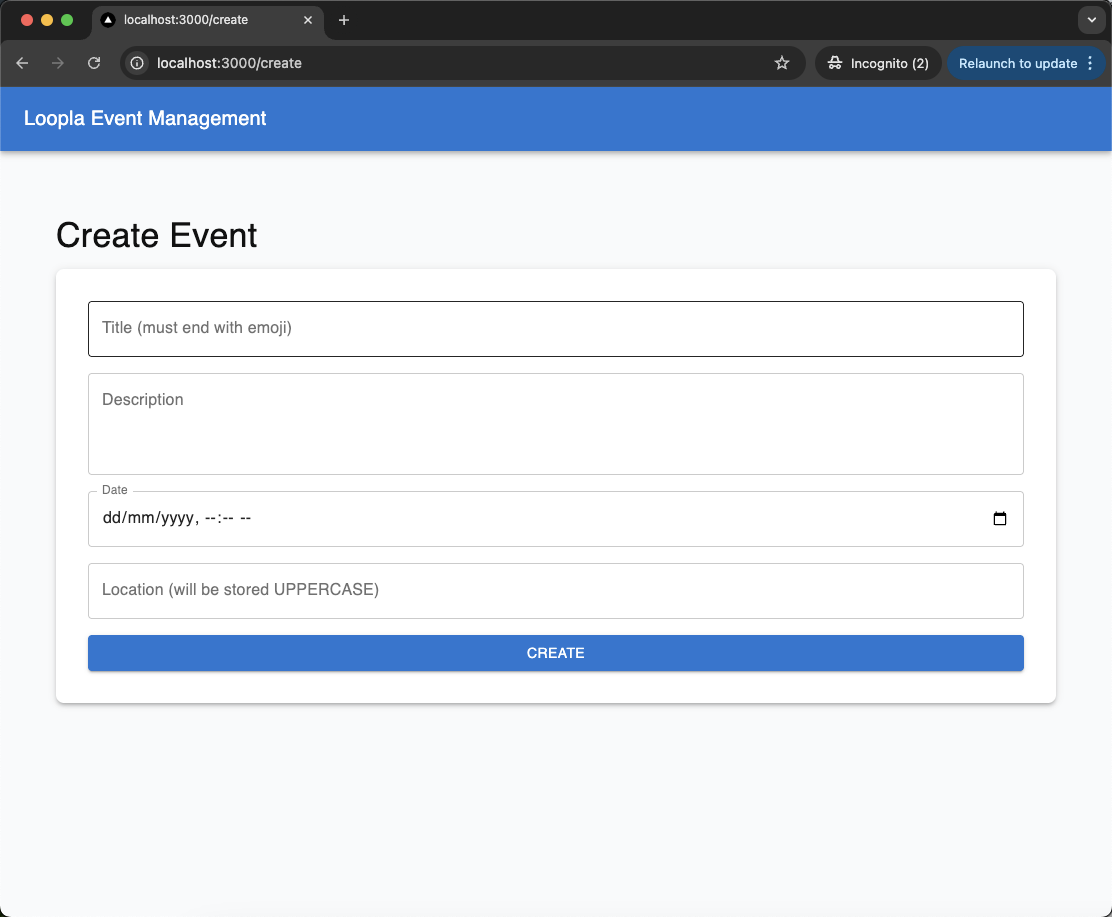 localhost:3000/create
localhost:3000/create
Incognito (2)
Relaunch to update
Loopla Event Management
Create Event
Title (must end with emoji)
Description
Date
dd/mm/yyyy, --:-- --
Location (will be stored UPPERCASE)
CREATE